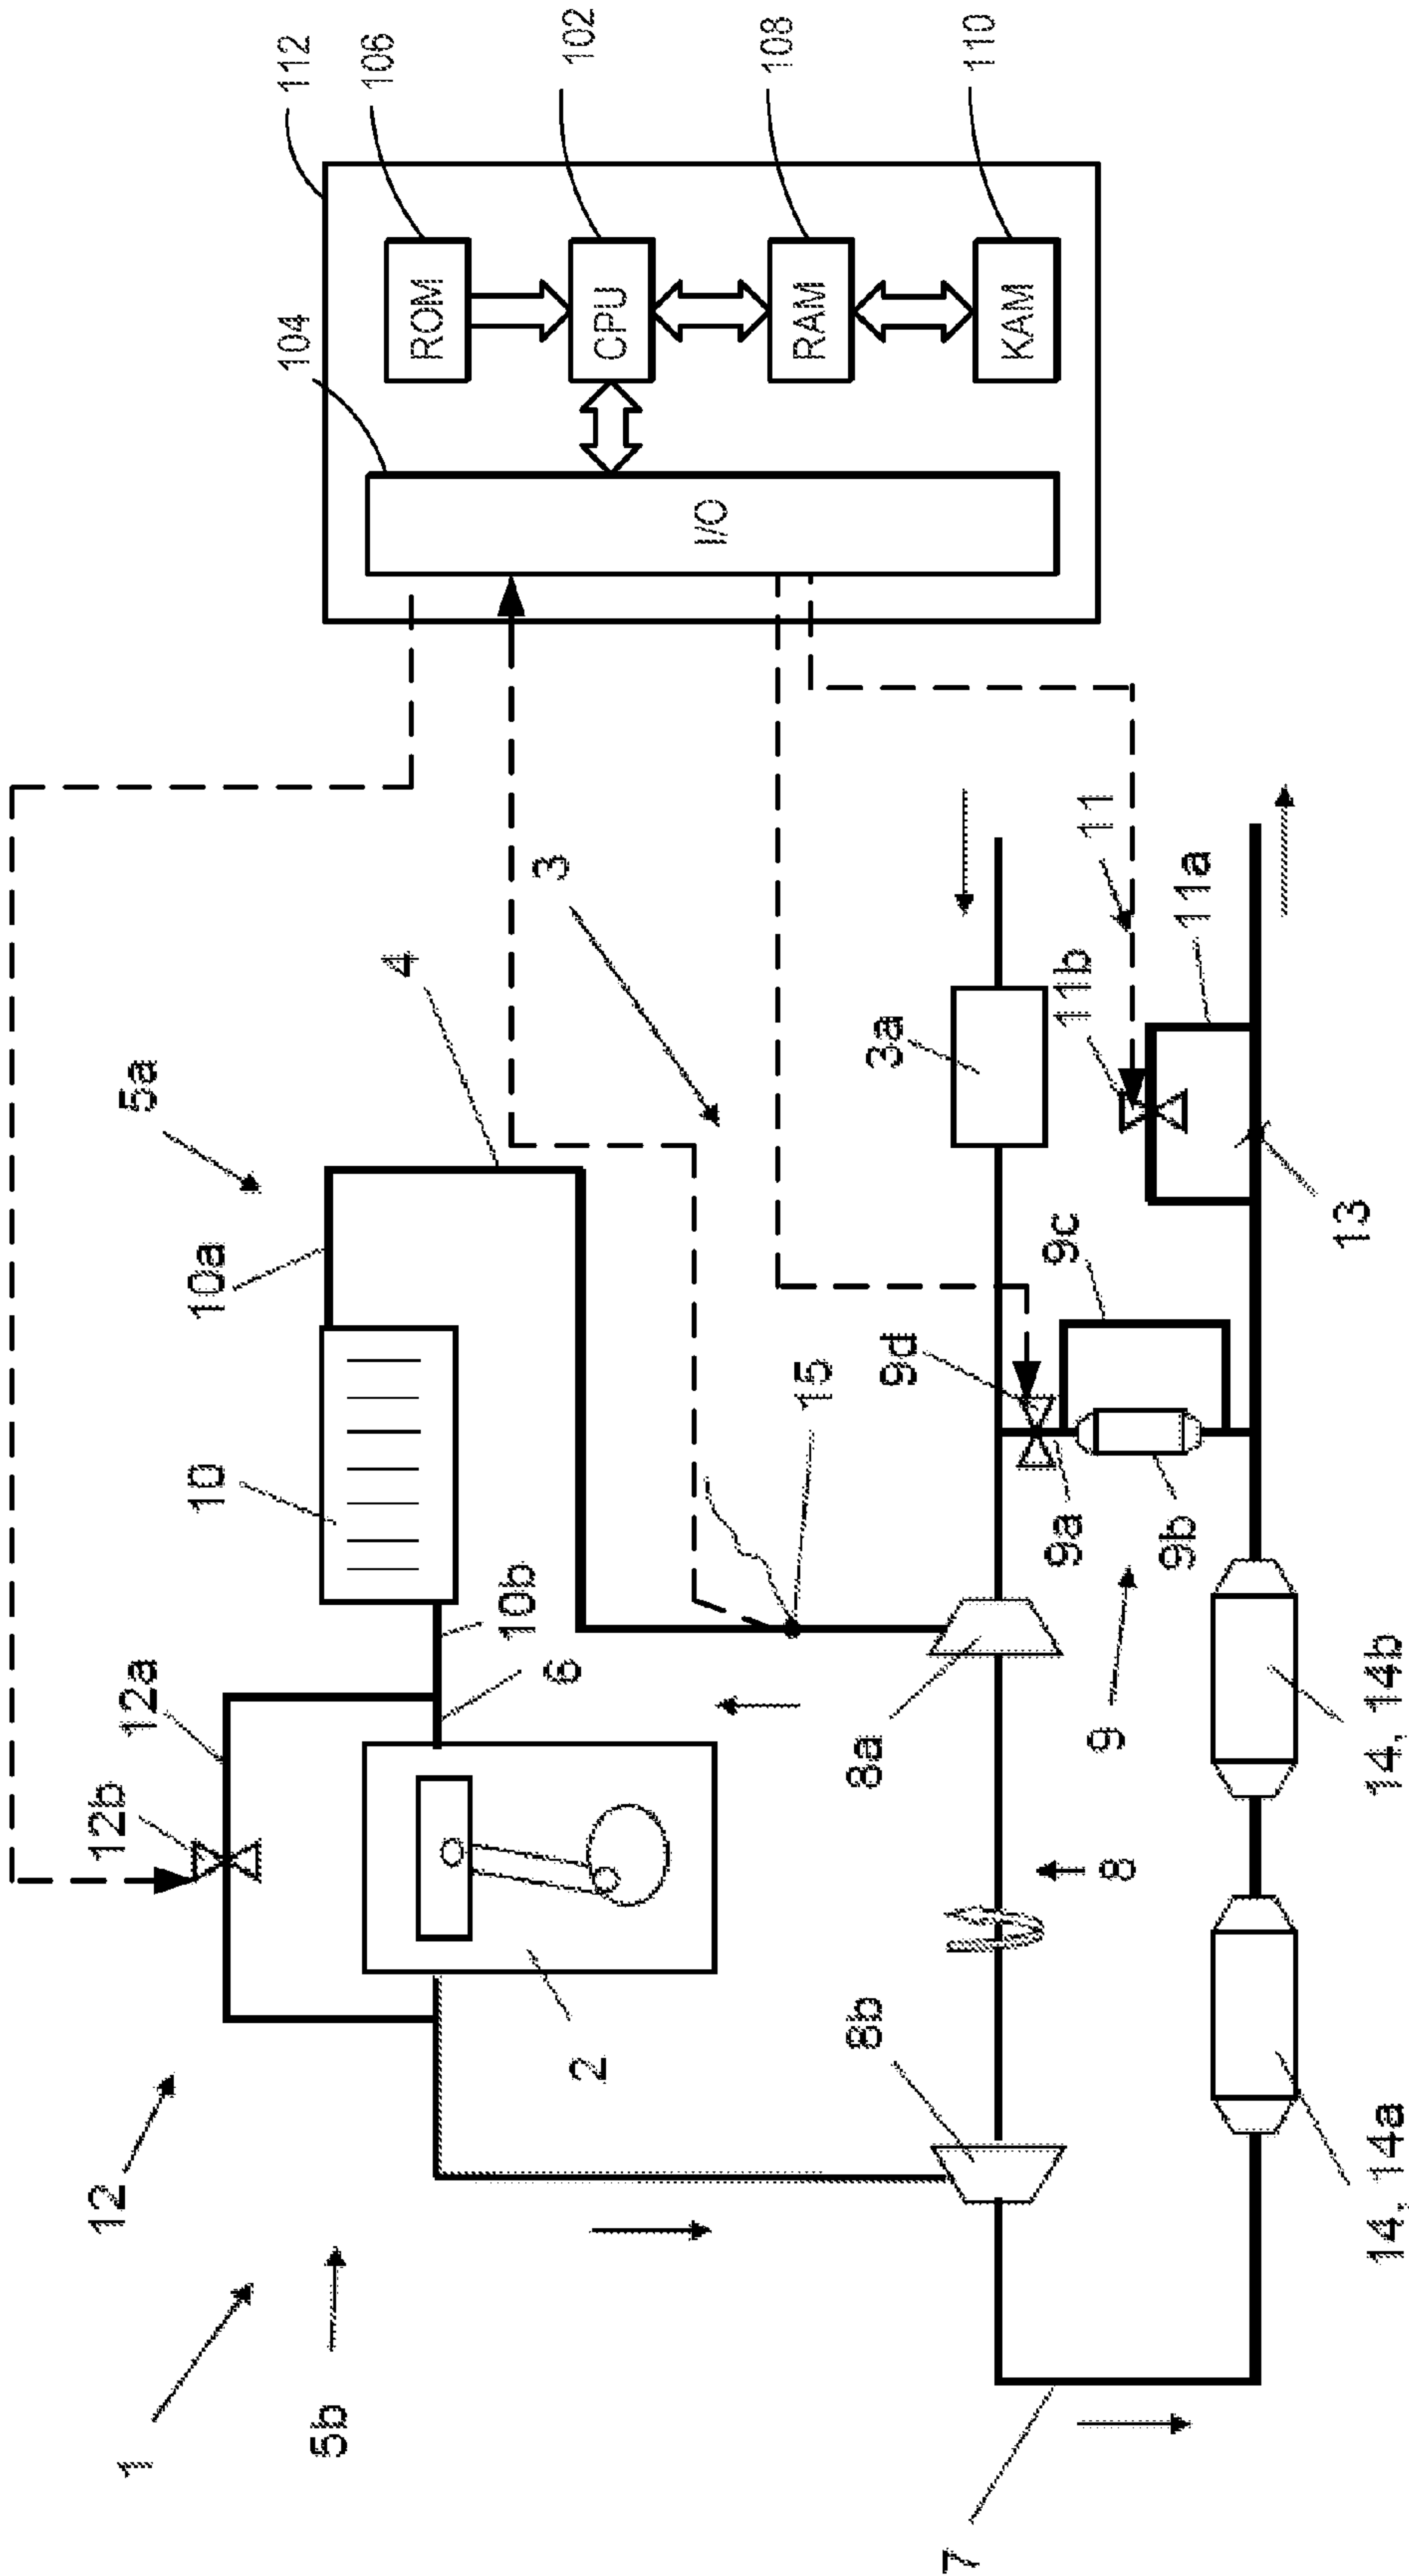 1
12
5b
12b
12a
10
10a
5a
4
10b
6
2
3
15
7
8b
8
8a
9
9a
9b
9c
9d
3a
11b
11
11a
13
14, 14a
14, 14b
112
104
106
102
108
110
ROM
CPU
RAM
KAM
I/O